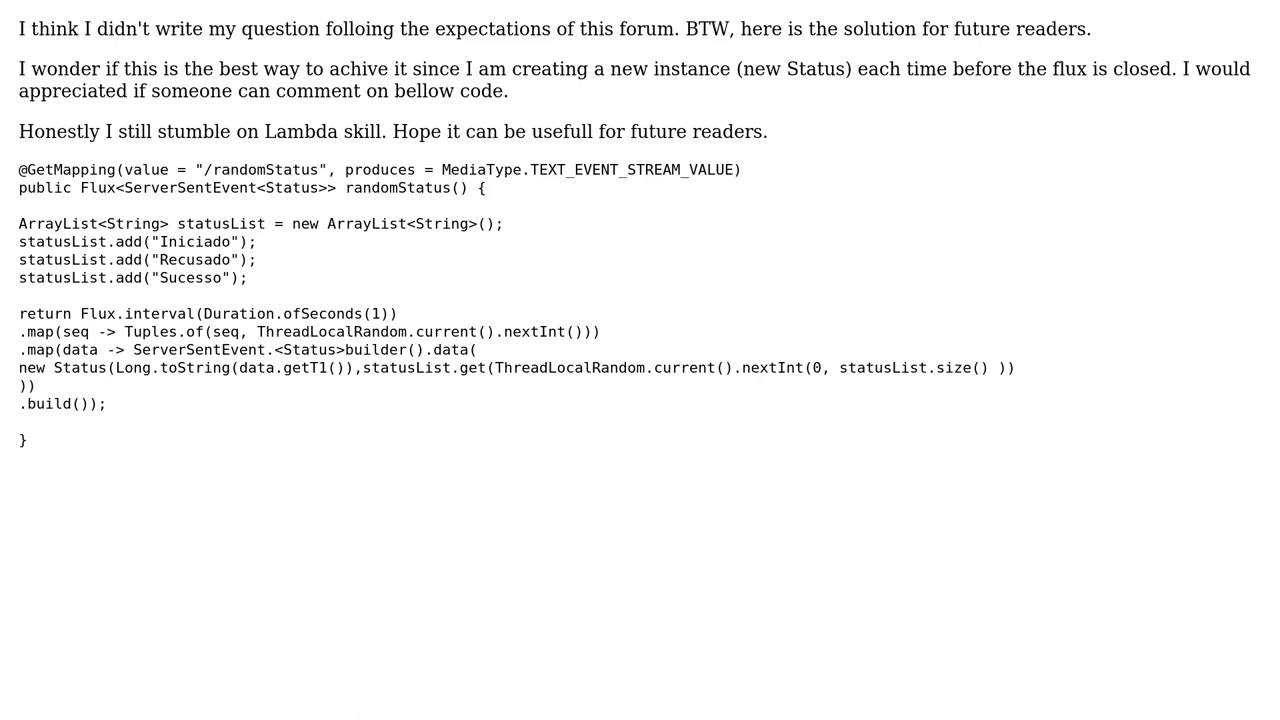 I think I didn't write my question folloing the expectations of this forum. BTW, here is the solution for future readers.
I wonder if this is the best way to achive it since I am creating a new instance (new Status) each time before the flux is closed. I would
appreciated if someone can comment on bellow code.
Honestly I still stumble on Lambda skill. Hope it can be usefull for future readers.
@GetMapping(value = "/randomStatus", produces = MediaType.TEXT_EVENT_STREAM_VALUE)
public Flux<ServerSentEvent<Status>> randomStatus() {
ArrayList<String> statusList = new ArrayList<String>();
statusList.add("Iniciado");
statusList.add("Recusado");
statusList.add("Sucesso");
return Flux.interval(Duration.ofSeconds(1))
.map(seq -> Tuples.of(seq, ThreadLocalRandom.current().nextInt()))
.map(data -> ServerSentEvent.<Status>builder().data(
new Status(Long.toString(data.getT1()),statusList.get(ThreadLocalRandom.current().nextInt(0, statusList.size() ))
))
.build());
}